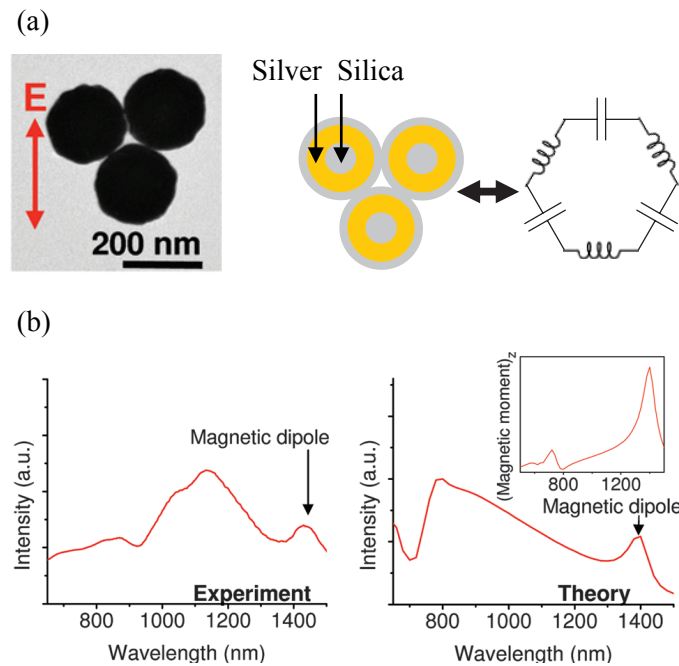 (a)
E
200 nm
Silver Silica
(b)
Intensity (a.u.)
Magnetic dipole
Experiment
800 1000 1200 1400
Wavelength (nm)
Intensity (a.u.)
(Magnetic moment)z
800 1200
Magnetic dipole
Theory
800 1000 1200 1400
Wavelength (nm)